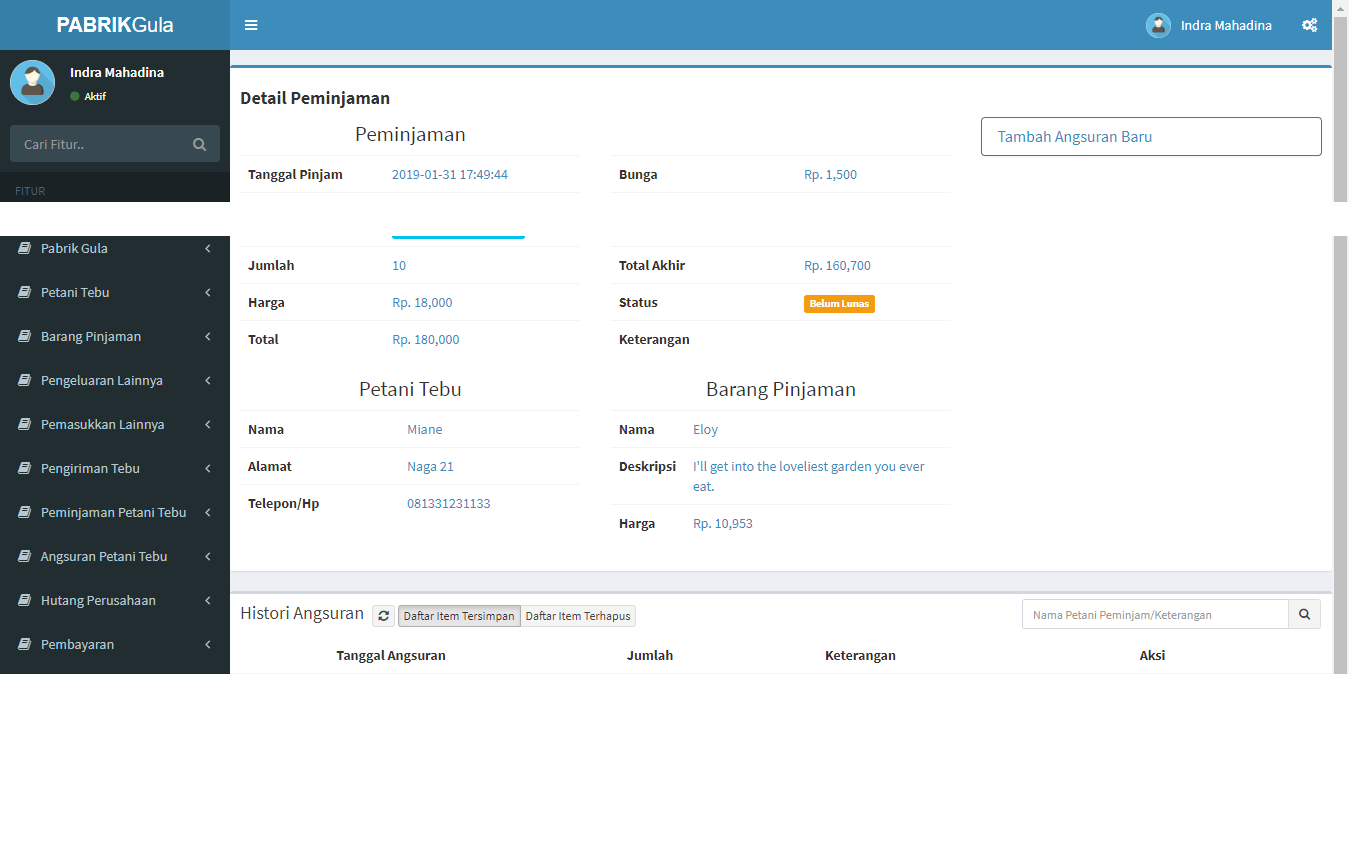 PABRIKGula
Indra Mahadina
Indra Mahadina
Aktif
Cari Fitur..
FITUR
Pabrik Gula
Petani Tebu
Barang Pinjaman
Pengeluaran Lainnya
Pemasukkan Lainnya
Pengiriman Tebu
Peminjaman Petani Tebu
Angsuran Petani Tebu
Hutang Perusahaan
Pembayaran
Detail Peminjaman
Peminjaman
Tanggal Pinjam 2019-01-31 17:49:44
Jumlah 10
Harga Rp. 18,000
Total Rp. 180,000
Bunga Rp. 1,500
Total Akhir Rp. 160,700
Status Belum Lunas
Keterangan
Tambah Angsuran Baru
Petani Tebu
Nama Miane
Alamat Naga 21
Telepon/Hp 081331231133
Barang Pinjaman
Nama Eloy
Deskripsi I'll get into the loveliest garden you ever
eat.
Harga Rp. 10,953
Histori Angsuran Daftar Item Tersimpan Daftar Item Terhapus Nama Petani Peminjam/Keterangan
Tanggal Angsuran Jumlah Keterangan Aksi